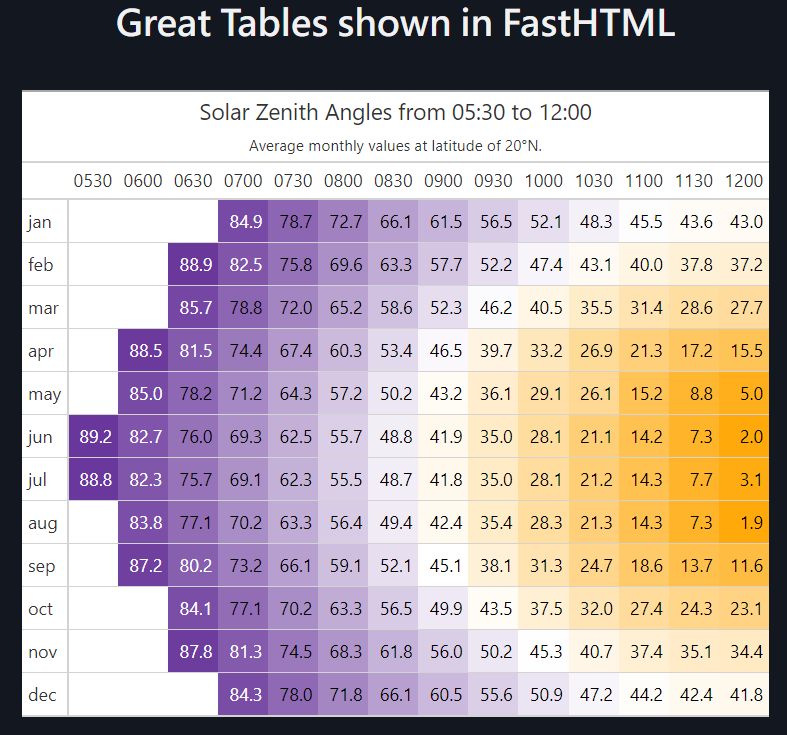 Great Tables shown in FastHTML
Solar Zenith Angles from 05:30 to 12:00
Average monthly values at latitude of 20°N.
0530 0600 0630 0700 0730 0800 0830 0900 0930 1000 1030 1100 1130 1200
jan 84.9 78.7 72.7 66.1 61.5 56.5 52.1 48.3 45.5 43.6 43.0
feb 88.9 82.5 75.8 69.6 63.3 57.7 52.2 47.4 43.1 40.0 37.8 37.2
mar 85.7 78.8 72.0 65.2 58.6 52.3 46.2 40.5 35.5 31.4 28.6 27.7
apr 88.5 81.5 74.4 67.4 60.3 53.4 46.5 39.7 33.2 26.9 21.3 17.2 15.5
may 85.0 78.2 71.2 64.3 57.2 50.2 43.2 36.1 29.1 26.1 15.2 8.8 5.0
jun 89.2 82.7 76.0 69.3 62.5 55.7 48.8 41.9 35.0 28.1 21.1 14.2 7.3 2.0
jul 88.8 82.3 75.7 69.1 62.3 55.5 48.7 41.8 35.0 28.1 21.2 14.3 7.7 3.1
aug 83.8 77.1 70.2 63.3 56.4 49.4 42.4 35.4 28.3 21.3 14.3 7.3 1.9
sep 87.2 80.2 73.2 66.1 59.1 52.1 45.1 38.1 31.3 24.7 18.6 13.7 11.6
oct 84.1 77.1 70.2 63.3 56.5 49.9 43.5 37.5 32.0 27.4 24.3 23.1
nov 87.8 81.3 74.5 68.3 61.8 56.0 50.2 45.3 40.7 37.4 35.1 34.4
dec 84.3 78.0 71.8 66.1 60.5 55.6 50.9 47.2 44.2 42.4 41.8